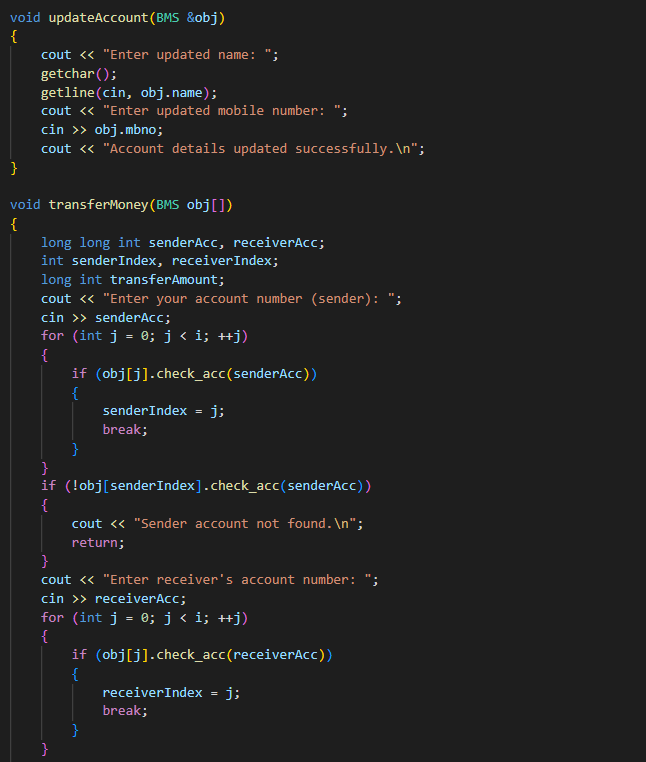 void updateAccount(BMS &obj)
{
    cout << "Enter updated name: ";
    getchar();
    getline(cin, obj.name);
    cout << "Enter updated mobile number: ";
    cin >> obj.mbno;
    cout << "Account details updated successfully.\n";
}

void transferMoney(BMS obj[])
{
    long long int senderAcc, receiverAcc;
    int senderIndex, receiverIndex;
    long int transferAmount;
    cout << "Enter your account number (sender): ";
    cin >> senderAcc;
    for (int j = 0; j < i; ++j)
    {
        if (obj[j].check_acc(senderAcc))
        {
            senderIndex = j;
            break;
        }
    }
    if (!obj[senderIndex].check_acc(senderAcc))
    {
        cout << "Sender account not found.\n";
        return;
    }
    cout << "Enter receiver's account number: ";
    cin >> receiverAcc;
    for (int j = 0; j < i; ++j)
    {
        if (obj[j].check_acc(receiverAcc))
        {
            receiverIndex = j;
            break;
        }
    }